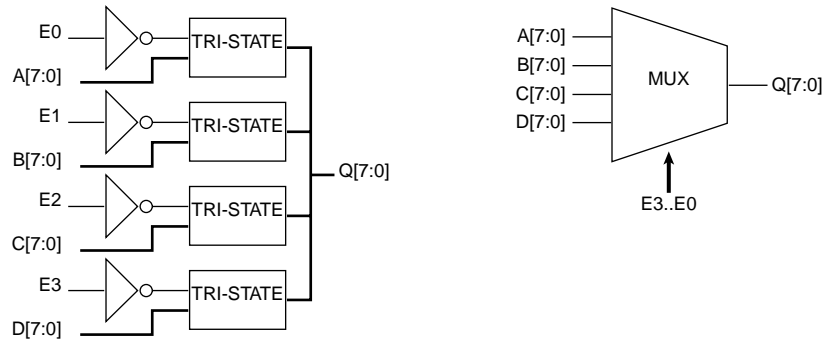 E0
TRI-STATE
A[7:0]
E1
TRI-STATE
B[7:0]
E2
TRI-STATE
C[7:0]
E3
TRI-STATE
D[7:0]
Q[7:0]
A[7:0]
B[7:0]
C[7:0]
D[7:0]
MUX
Q[7:0]
E3..E0